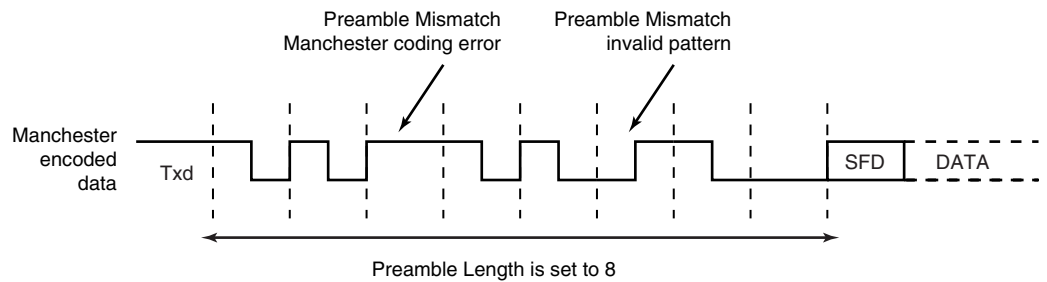 Preamble Mismatch
Manchester coding error
Preamble Mismatch
invalid pattern
Manchester
encoded
data
Txd
SFD
DATA
Preamble Length is set to 8